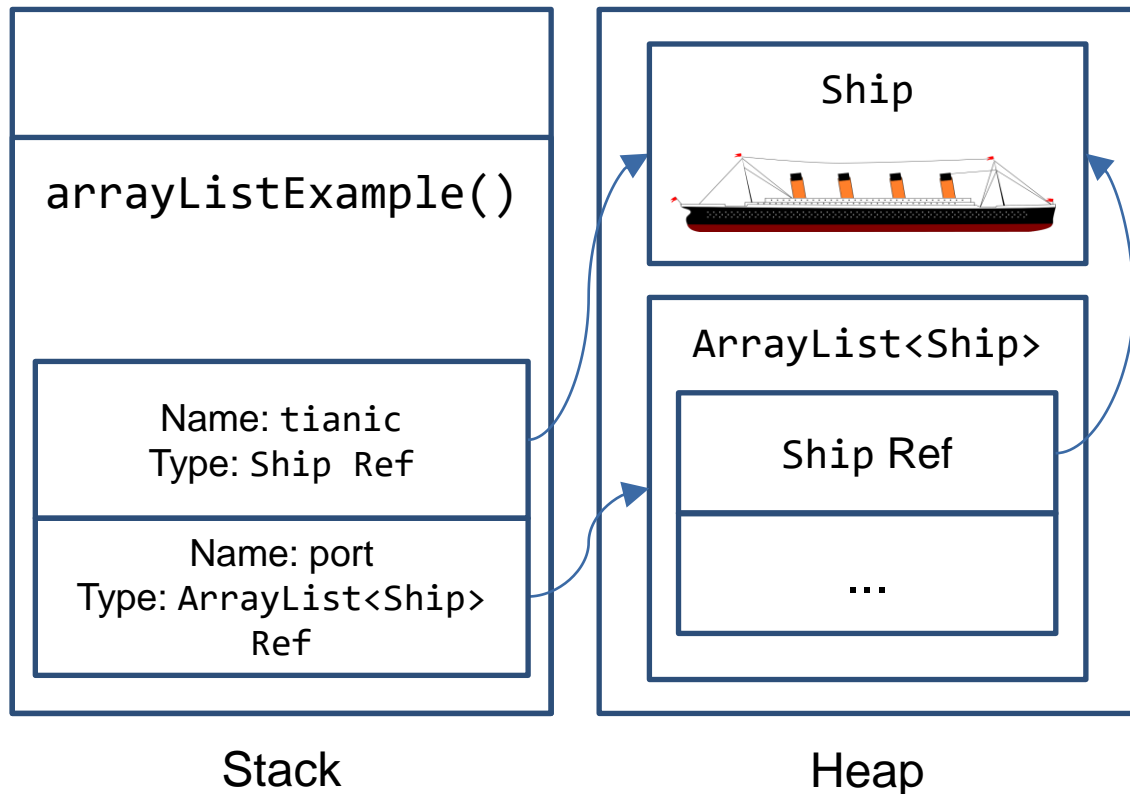 arrayListExample()
Name: tianic
Type: Ship Ref
Name: port
Type: ArrayList<Ship>
Ref
Stack
Ship
ArrayList<Ship>
Ship Ref
...
Heap